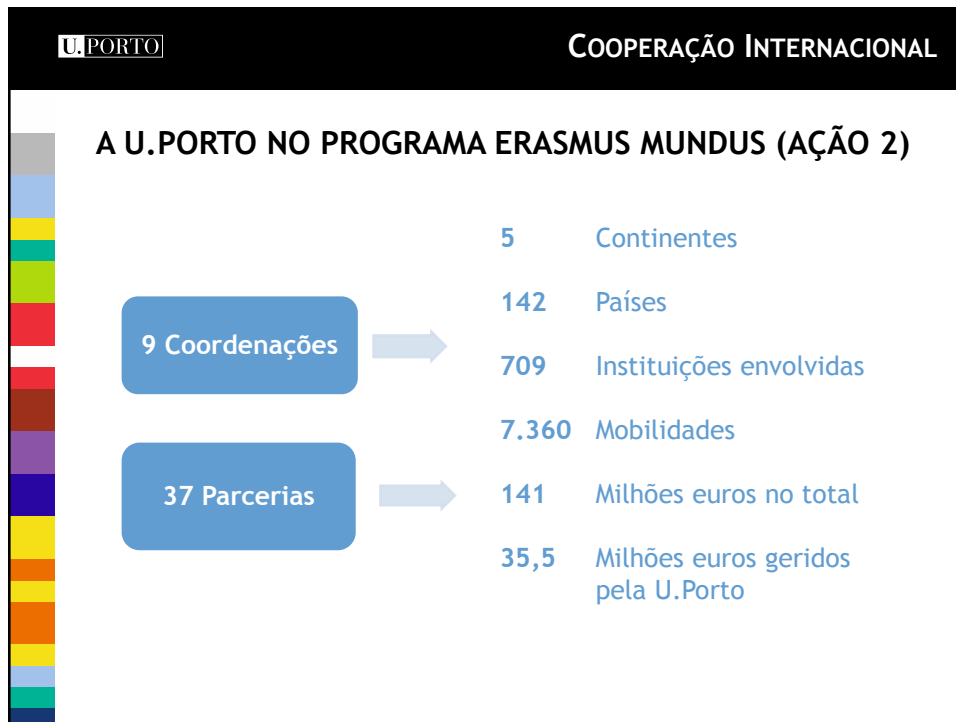 U.PORTO
COOPERAÇÃO INTERNACIONAL
A U.PORTO NO PROGRAMA ERASMUS MUNDUS (AÇÃO 2)
9 Coordenações
37 Parcerias
5 Continentes
142 Países
709 Instituições envolvidas
7.360 Mobilidades
141 Milhões euros no total
35,5 Milhões euros geridos
pela U.Porto